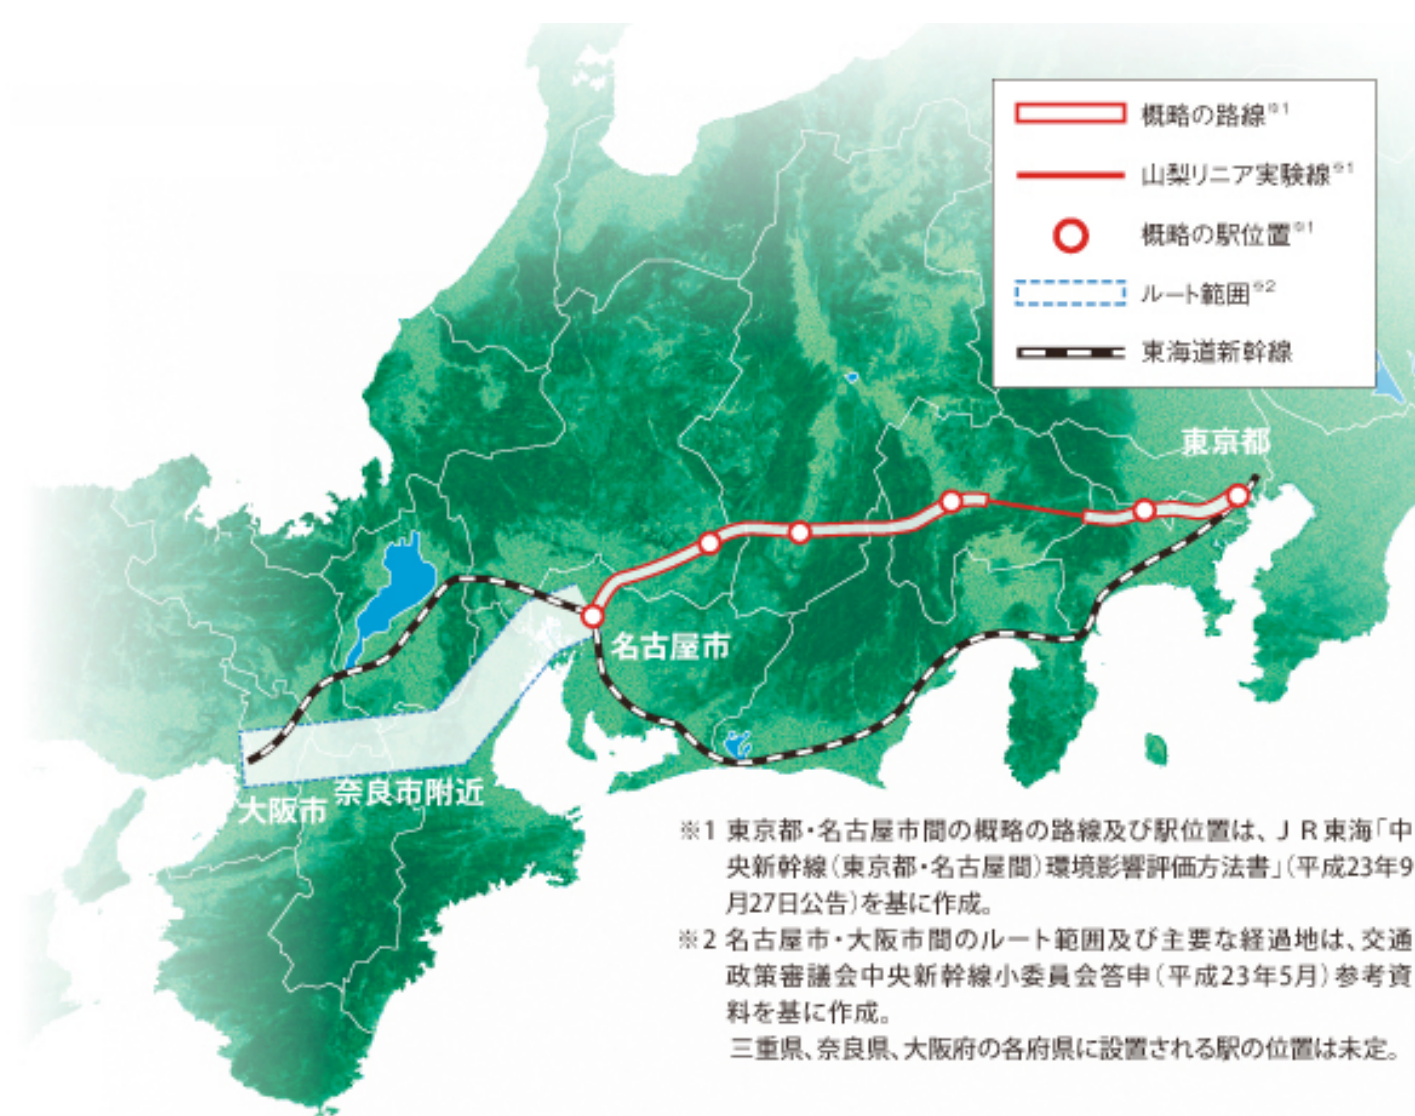 概略の路線※1
山梨リニア実験線※1
概略の駅位置※1
ルート範囲※2
東海道新幹線
東京都
名古屋市
奈良市附近
大阪市
※1 東京都・名古屋市間の概略の路線及び駅位置は、ＪＲ東海「中
央新幹線（東京都・名古屋間）環境影響評価方法書」（平成23年9
月27日公告）を基に作成。
※2 名古屋市・大阪市間のルート範囲及び主要な経過地は、交通
政策審議会中央新幹線小委員会答申（平成23年5月）参考資
料を基に作成。
三重県、奈良県、大阪府の各府県に設置される駅の位置は未定。